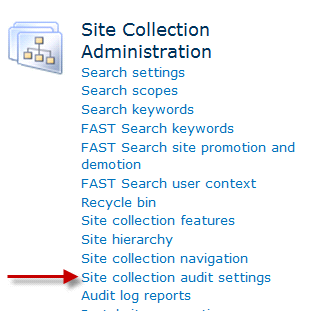 Site Collection
Administration
Search settings
Search scopes
Search keywords
FAST Search keywords
FAST Search site promotion and
demotion
FAST Search user context
Recycle bin
Site collection features
Site hierarchy
Site collection navigation
Site collection audit settings
Audit log reports